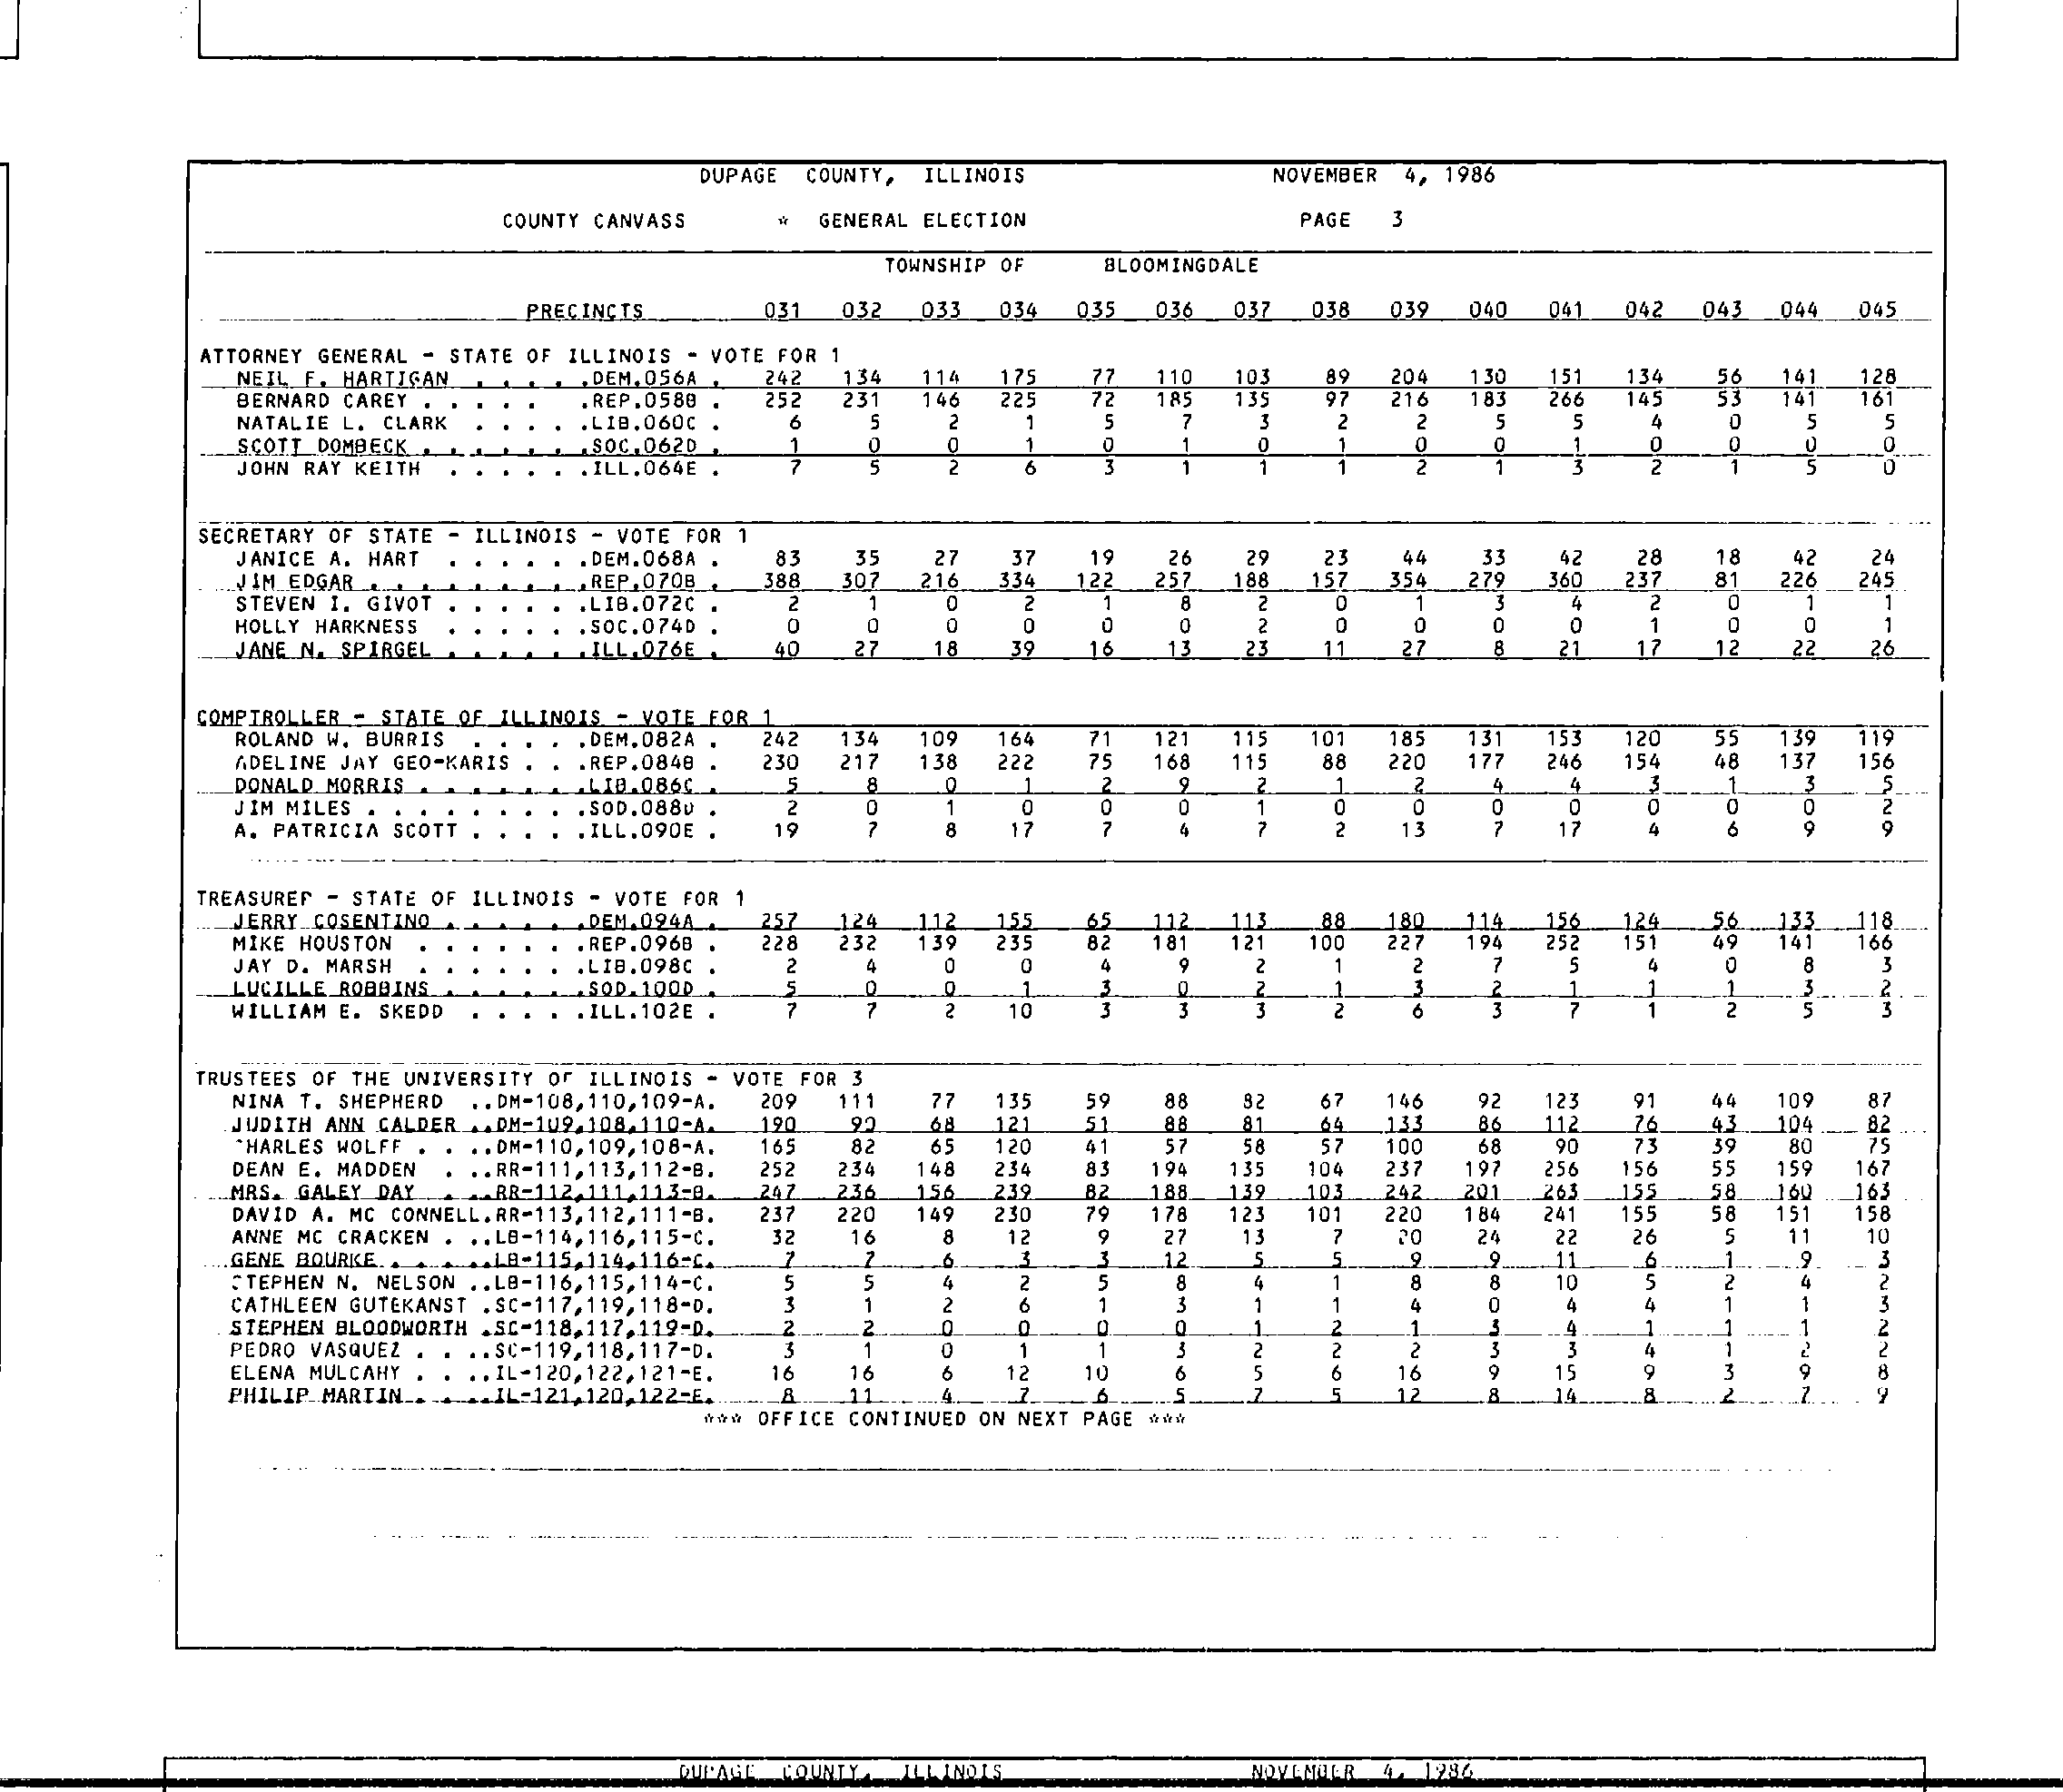 DUPAGE COUNTY, ILLINOIS NOVEMBER 4, 1986
COUNTY CANVASS * GENERAL ELECTION PAGE 3
TOWNSHIP OF BLOOMINGDALE
PRECINCTS 031 032 033 034 035 036 037 038 039 040 041 042 043 044 045
ATTORNEY GENERAL - STATE OF ILLINOIS - VOTE FOR 1
NEIL F. HARTIGAN . . . . .DEM.056A . 242 134 114 175 77 110 103 89 204 130 151 134 56 141 128
BERNARD CAREY . . . . . .REP.058B . 252 231 146 225 72 185 135 97 216 183 266 145 53 141 161
NATALIE L. CLARK . . . . .LIB.060C . 6 5 2 1 5 7 3 2 2 5 5 4 0 5 5
SCOTT DOMBECK . . . . . . .SOC.062D . 1 0 0 1 0 1 0 1 0 0 1 0 0 0 0
JOHN RAY KEITH . . . . . .ILL.064E . 7 5 2 6 3 1 1 1 2 1 3 2 1 5 0
SECRETARY OF STATE - ILLINOIS - VOTE FOR 1
JANICE A. HART . . . . . .DEM.068A . 83 35 27 37 19 26 29 23 44 33 42 28 18 42 24
JIM EDGAR . . . . . . . . .REP.070B . 388 307 216 334 122 257 188 157 354 279 360 237 81 226 245
STEVEN I. GIVOT . . . . . .LIB.072C . 2 1 0 2 1 8 2 0 1 3 4 2 0 1 1
HOLLY HARKNESS . . . . . .SOC.074D . 0 0 0 0 0 0 2 0 0 0 0 1 0 0 1
JANE N. SPIRGEL . . . . . .ILL.076E . 40 27 18 39 16 13 23 11 27 8 21 17 12 22 26
COMPTROLLER - STATE OF ILLINOIS - VOTE FOR 1
ROLAND W. BURRIS . . . . .DEM.082A . 242 134 109 164 71 121 115 101 185 131 153 120 55 139 119
ADELINE JAY GEO-KARIS . . .REP.084B . 230 217 138 222 75 168 115 88 220 177 246 154 48 137 156
DONALD MORRIS . . . . . . .LIB.086C . 5 8 0 1 2 9 2 1 2 4 4 3 1 3 5
JIM MILES . . . . . . . . .SOD.088D . 2 0 1 0 0 0 1 0 0 0 0 0 0 0 2
A. PATRICIA SCOTT . . . . .ILL.090E . 19 7 8 17 7 4 7 2 13 7 17 4 6 9 9
TREASURER - STATE OF ILLINOIS - VOTE FOR 1
JERRY COSENTINO . . . . . .DEM.094A . 257 124 112 155 65 112 113 88 180 114 156 124 56 133 118
MIKE HOUSTON . . . . . . .REP.096B . 228 232 139 235 82 181 121 100 227 194 252 151 49 141 166
JAY D. MARSH . . . . . . .LIB.098C . 2 4 0 0 4 9 2 1 2 7 5 4 0 8 3
LUCILLE ROBBINS . . . . . .SOD.100D . 5 0 0 1 3 0 2 1 3 2 1 1 1 3 2
WILLIAM E. SKEDD . . . . .ILL.102E . 7 7 2 10 3 3 3 2 6 3 7 1 2 5 3
TRUSTEES OF THE UNIVERSITY OF ILLINOIS - VOTE FOR 3
NINA T. SHEPHERD ..DM-108,110,109-A. 209 111 77 135 59 88 82 67 146 92 123 91 44 109 87
JUDITH ANN CALDER ..DM-109,108,110-A. 190 99 68 121 51 88 81 64 133 86 112 76 43 104 82
CHARLES WOLFF . . ..DM-110,109,108-A. 165 82 65 120 41 57 58 57 100 68 90 73 39 80 75
DEAN E. MADDEN . ...RR-111,113,112-B. 252 234 148 234 83 194 135 104 237 197 256 156 55 159 167
MRS. GALEY DAY . ...RR-112,111,113-B. 247 236 156 239 82 188 139 103 242 201 263 155 58 160 163
DAVID A. MC CONNELL.RR-113,112,111-B. 237 220 149 230 79 178 123 101 220 184 241 155 58 151 158
ANNE MC CRACKEN . ..LB-114,116,115-C. 32 16 8 12 9 27 13 7 20 24 22 26 5 11 10
GENE BOURKE . . . ..LB-115,114,116-C. 7 7 6 3 3 12 5 5 9 9 11 6 1 9 3
STEPHEN N. NELSON ..LB-116,115,114-C. 5 5 4 2 5 8 4 1 8 8 10 5 2 4 2
CATHLEEN GUTEKANST .SC-117,119,118-D. 3 1 2 6 1 3 1 1 4 0 4 4 1 1 3
STEPHEN BLOODWORTH .SC-118,117,119-D. 2 2 0 0 0 0 1 2 1 3 4 1 1 1 2
PEDRO VASQUEZ . . ..SC-119,118,117-D. 3 1 0 1 1 3 2 2 2 3 3 4 1 2 2
ELENA MULCAHY . . ..IL-120,122,121-E. 16 16 6 12 10 6 5 6 16 9 15 9 3 9 8
PHILIP MARTIN . . ..IL-121,120,122-E. 8 11 4 7 6 5 7 5 12 8 14 8 2 7 9
*** OFFICE CONTINUED ON NEXT PAGE ***
DUPAGE COUNTY, ILLINOIS NOVEMBER 4, 1986